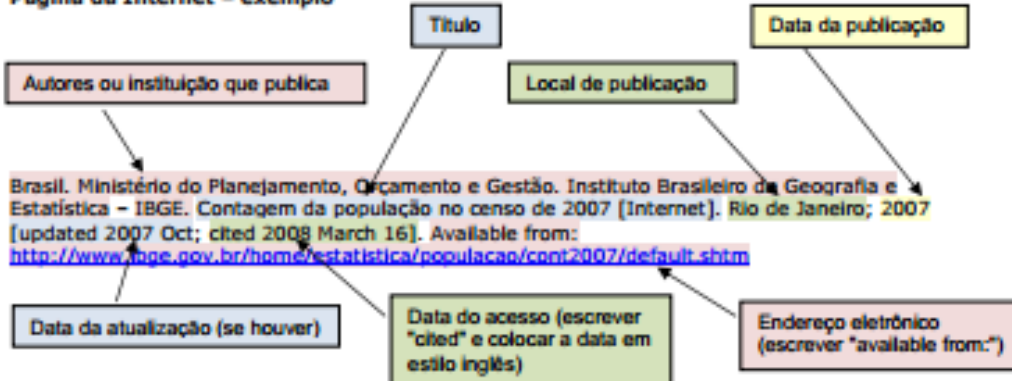 Página da Internet – exemplo
Título
Data da publicação
Autores ou instituição que publica
Local de publicação
Brasil. Ministério do Planejamento, Orçamento e Gestão. Instituto Brasileiro de Geografia e
Estatística – IBGE. Contagem da população no censo de 2007 [Internet]. Rio de Janeiro; 2007
[updated 2007 Oct; cited 2008 March 16]. Available from:
http://www.ibge.gov.br/home/estatistica/populacao/cont2007/default.shtm
Data da atualização (se houver)
Data do acesso (escrever
"cited" e colocar a data em
estilo inglês)
Endereço eletrônico
(escrever "available from:")